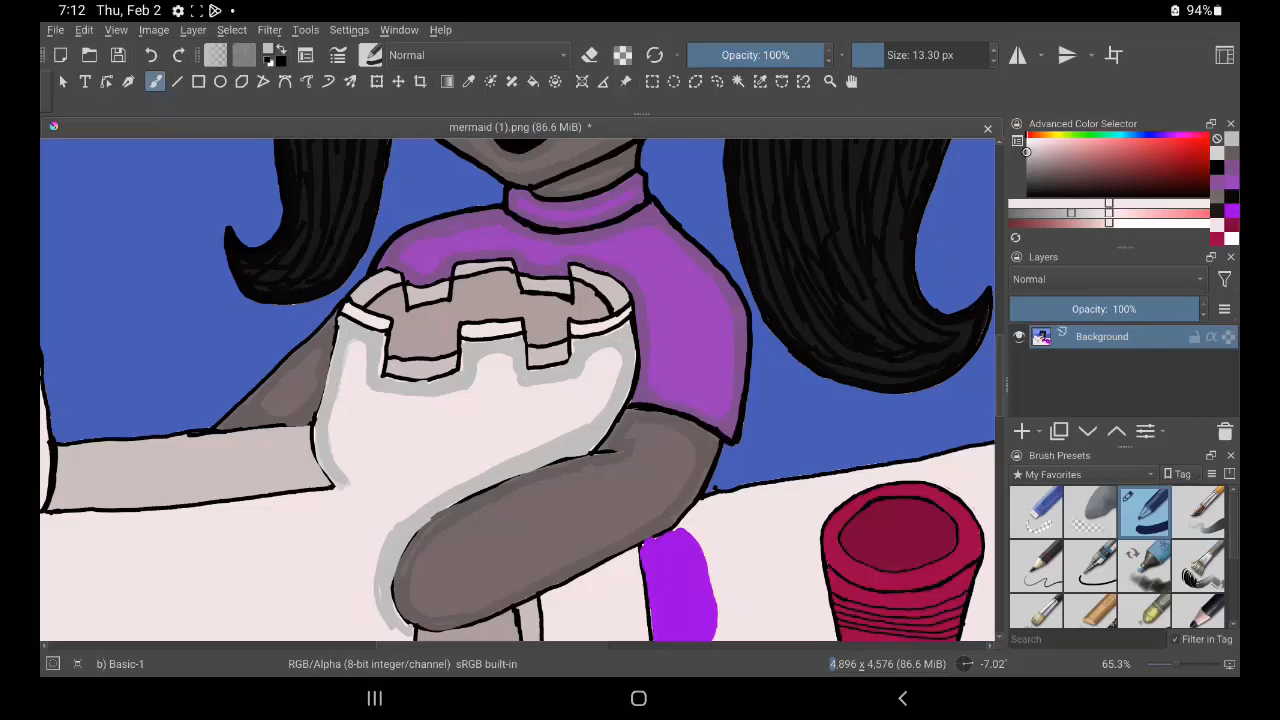 7:12 Thu, Feb 2 94%
File Edit View Image Layer Select Filter Tools Settings Window Help
Normal Opacity: 100% Size: 13.30 px
mermaid (1).png (86.6 MiB) *
Advanced Color Selector
Layers
Normal
Opacity: 100%
Background
Brush Presets
★ My Favorites Tag
Search Filter in Tag
b) Basic-1 RGB/Alpha (8-bit integer/channel) sRGB built-in 4,896 x 4,576 (86.6 MiB) -7.02° 65.3%